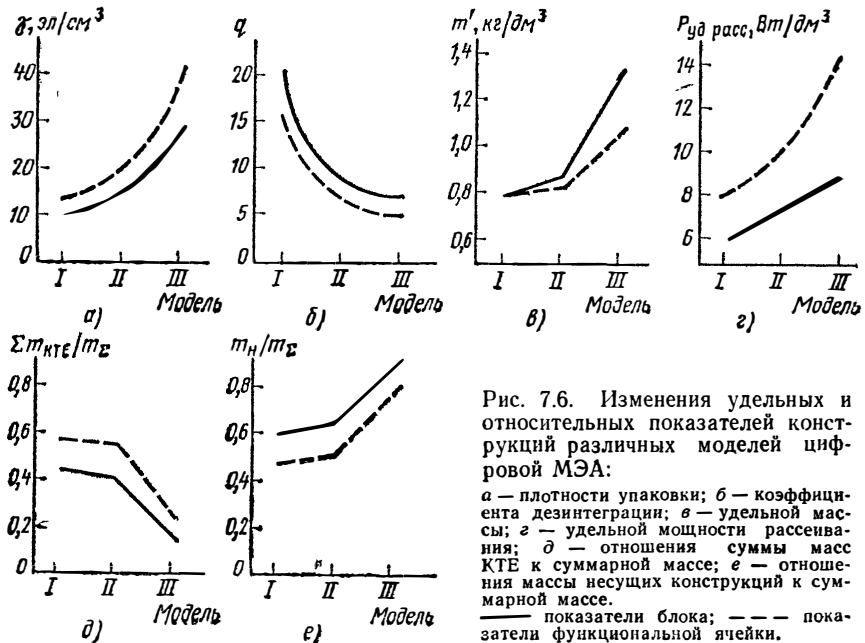 γ, эл/см³
40
30
20
10
0
I II III
Модель
а)
q
20
15
10
5
0
I II III
Модель
б)
m', кг/дм³
1,4
1,2
1,0
0,8
0,6
I II III
Модель
в)
Pуд расс, Вт/дм³
14
12
10
8
6
I II III
Модель
г)
Σmкте/mΣ
0,8
0,6
0,4
0,2
0
I II III
Модель
д)
mн/mΣ
0,8
0,6
0,4
0,2
0
I II III
Модель
е)
Рис. 7.6. Изменения удельных и
относительных показателей конст-
рукций различных моделей циф-
ровой МЭА:
а — плотности упаковки; б — коэффици-
ента дезинтеграции; в — удельной мас-
сы; г — удельной мощности рассеива-
ния; д — отношения суммы масс
КТЕ к суммарной массе; е — отноше-
ния массы несущих конструкций к сум-
марной массе.
—— показатели блока; — — — пока-
затели функциональной ячейки.